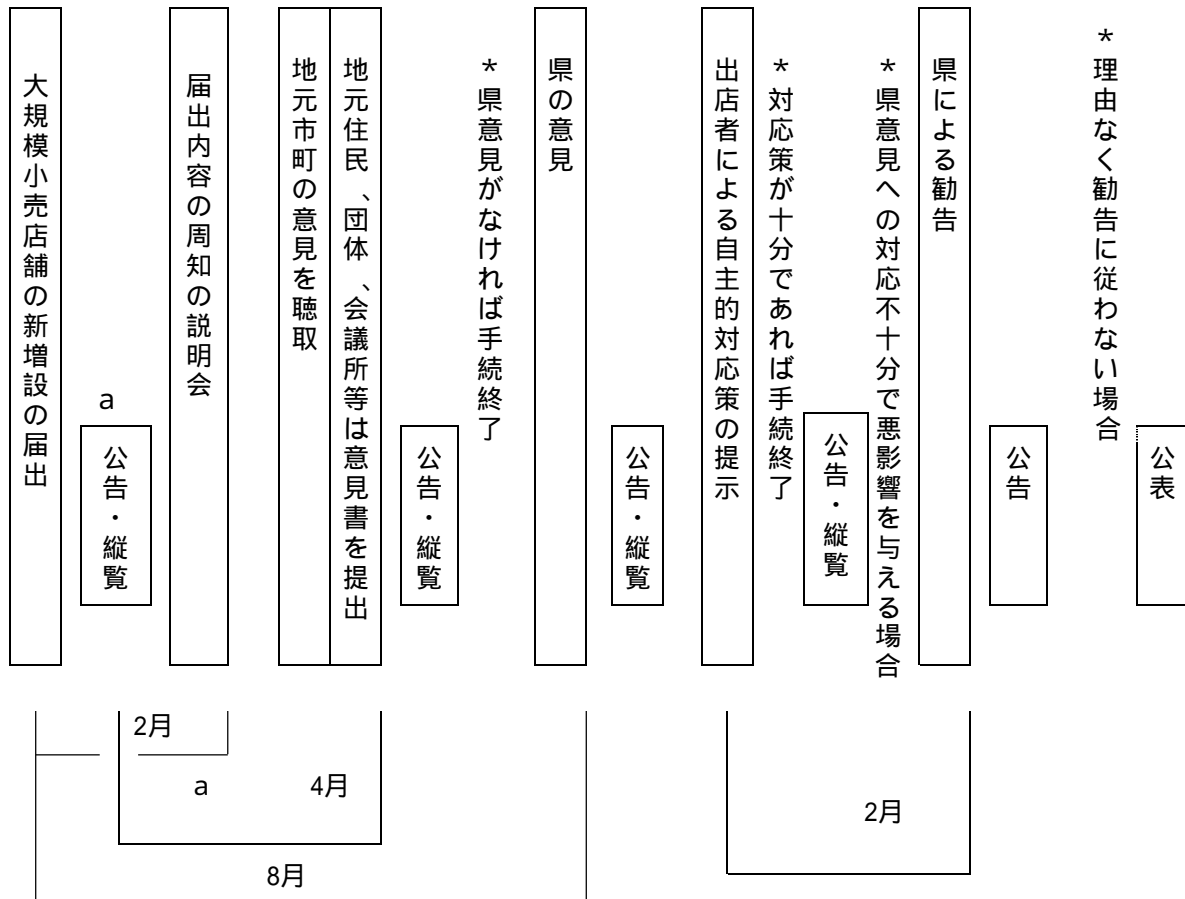 大規模小売店舗の新増設の届出
a
公告・縦覧
届出内容の周知の説明会
地元市町の意見を聴取
地元住民、団体、会議所等は意見書を提出
公告・縦覧
*県意見がなければ手続終了
県の意見
公告・縦覧
出店者による自主的対応策の提示
*対応策が十分であれば手続終了
公告・縦覧
*県意見への対応不十分で悪影響を与える場合
県による勧告
公告
*理由なく勧告に従わない場合
公表
2月
a
4月
8月
2月